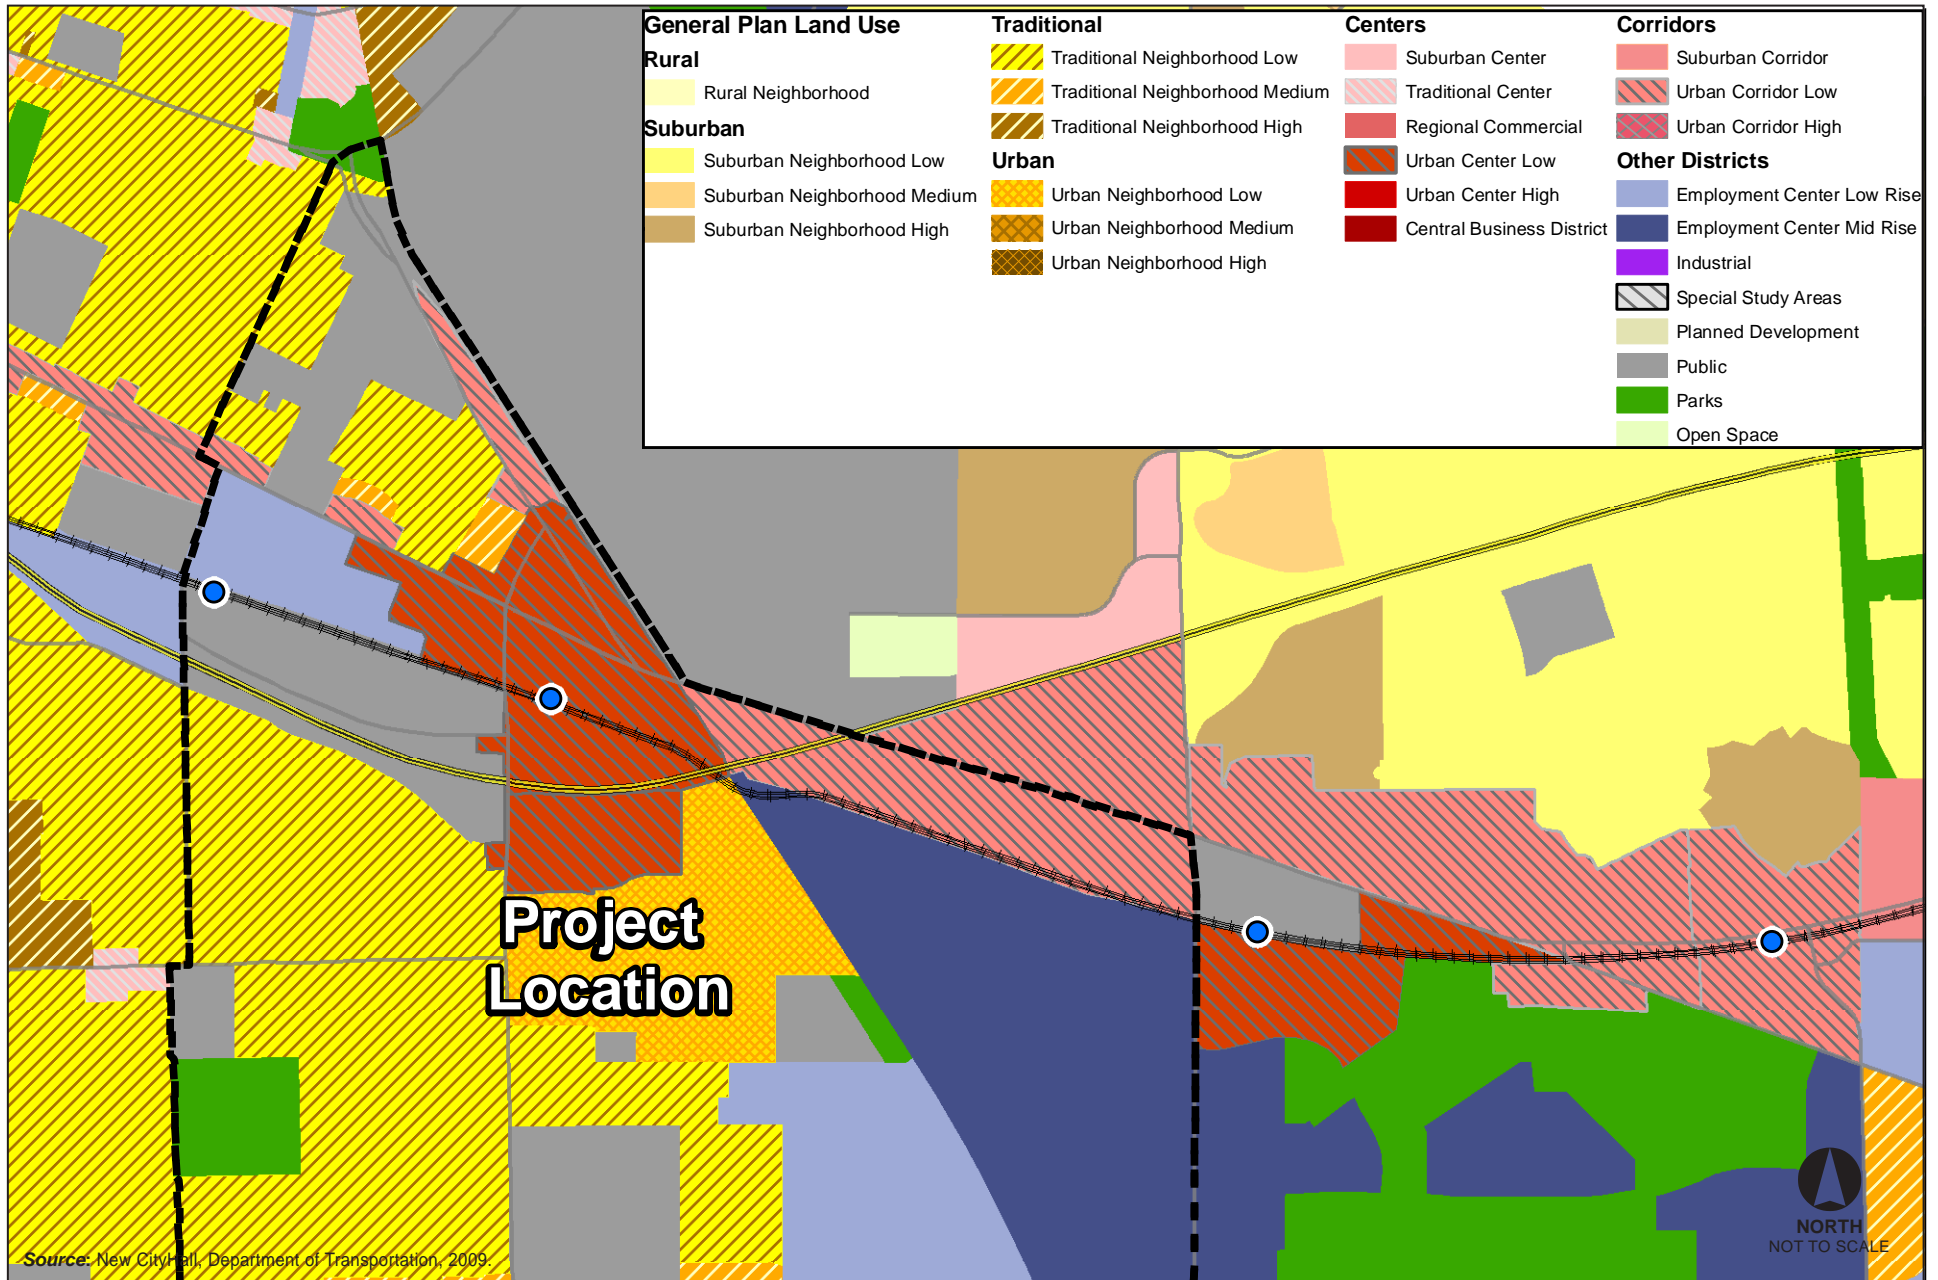 General Plan Land Use
Rural
Rural Neighborhood
Suburban
Suburban Neighborhood Low
Suburban Neighborhood Medium
Suburban Neighborhood High
Traditional
Traditional Neighborhood Low
Traditional Neighborhood Medium
Traditional Neighborhood High
Urban
Urban Neighborhood Low
Urban Neighborhood Medium
Urban Neighborhood High
Centers
Suburban Center
Traditional Center
Regional Commercial
Urban Center Low
Urban Center High
Central Business District
Corridors
Suburban Corridor
Urban Corridor Low
Urban Corridor High
Other Districts
Employment Center Low Rise
Employment Center Mid Rise
Industrial
Special Study Areas
Planned Development
Public
Parks
Open Space
Project
Location
NORTH
NOT TO SCALE
Source: New CityHall, Department of Transportation, 2009.